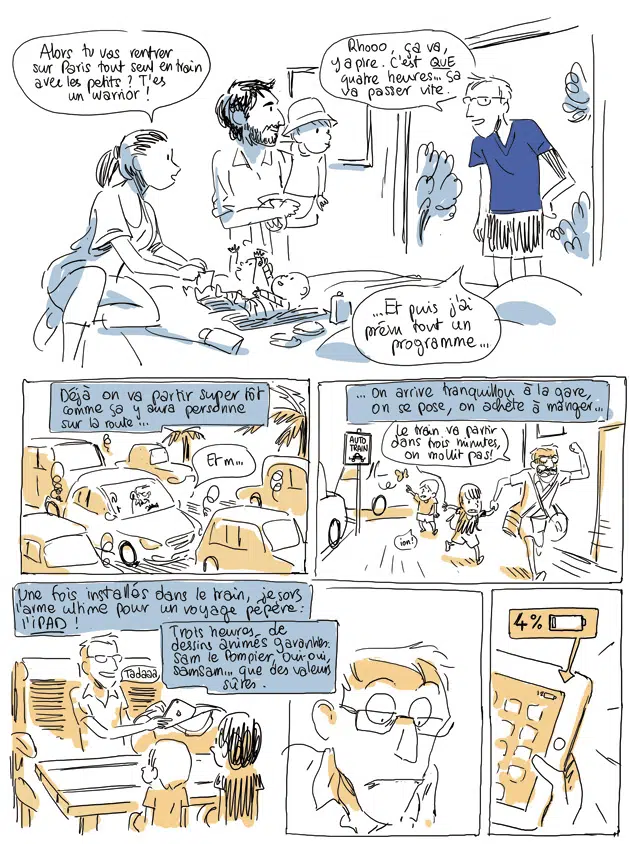 Alors tu vas rentrer
sur Paris tout seul en train
avec les petits ? T'es
un warrior !
Rhooo, ça va,
y a pire. C'est QUE
quatre heures... ça
va passer vite.
...Et puis j'ai
prévu tout un
programme...
Déjà on va partir super tôt
comme ça y aura personne
sur la route...
Et m...
... On arrive tranquillou à la gare,
on se pose, on achète à manger...
AUTO
TRAIN
Le train va partir
dans trois minutes,
on mollit pas!
ion!
Une fois installés dans le train, je sors
l'arme ultime pour un voyage pépère :
l'iPAD !
Trois heures de
dessins animés garanties.
Sam le Pompier, Oui-oui,
Samsam... que des valeurs
sûres.
Tadaaà
4%